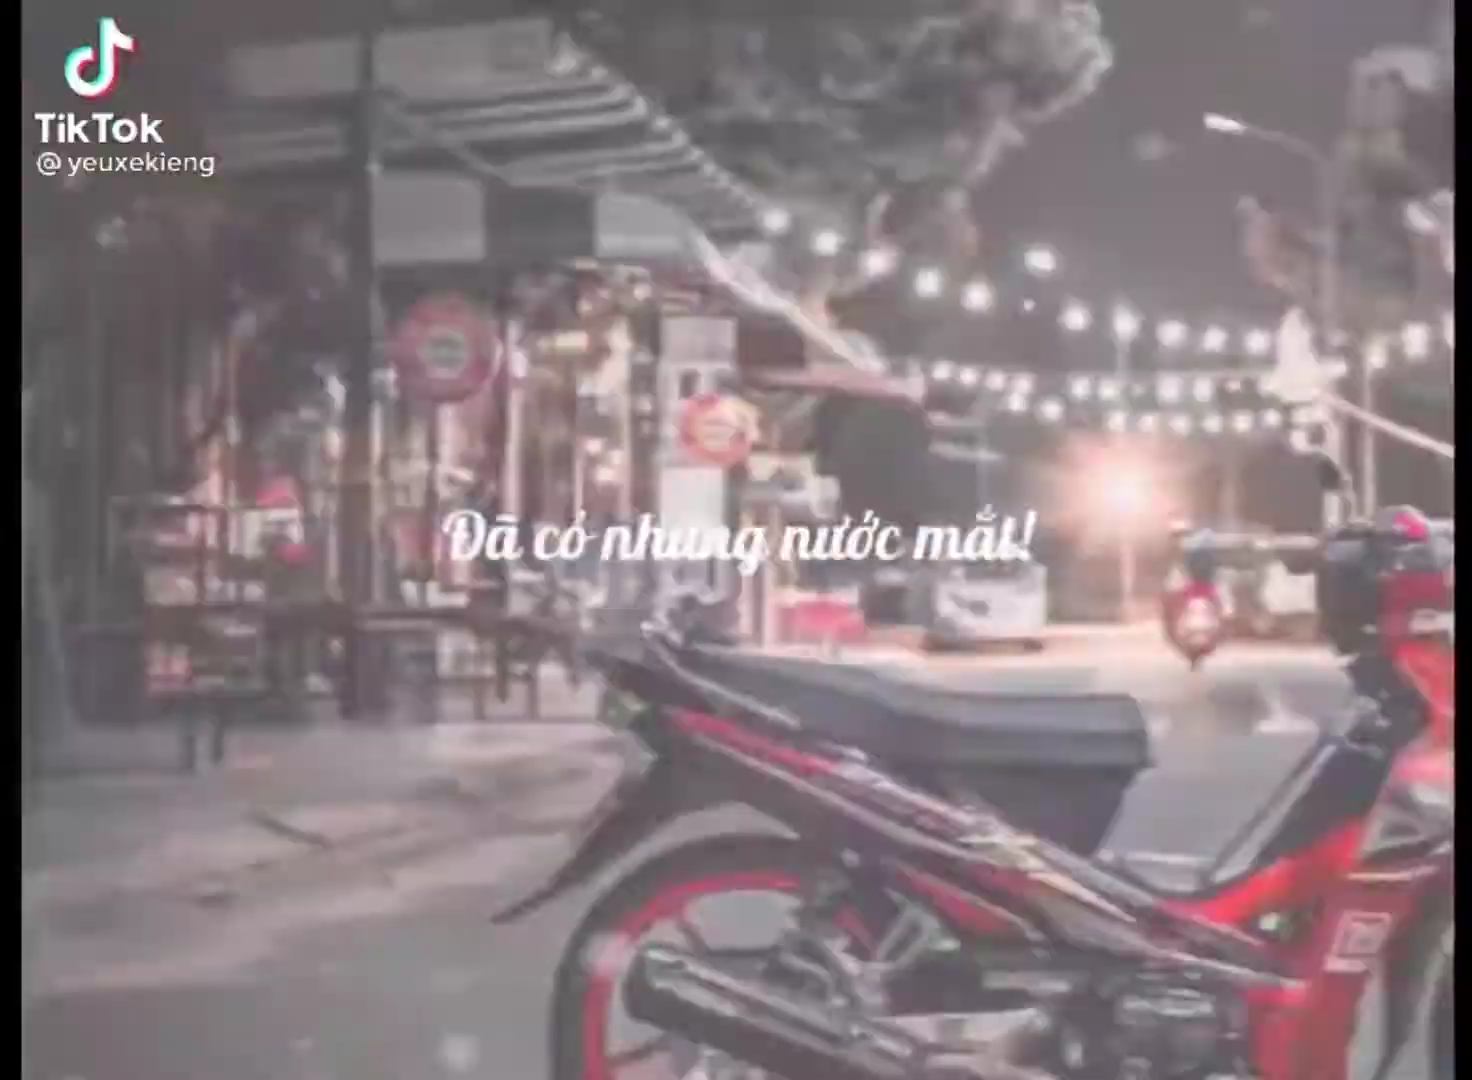 TikTok
@yeuxekieng
Đã có nhưng nước mắt!